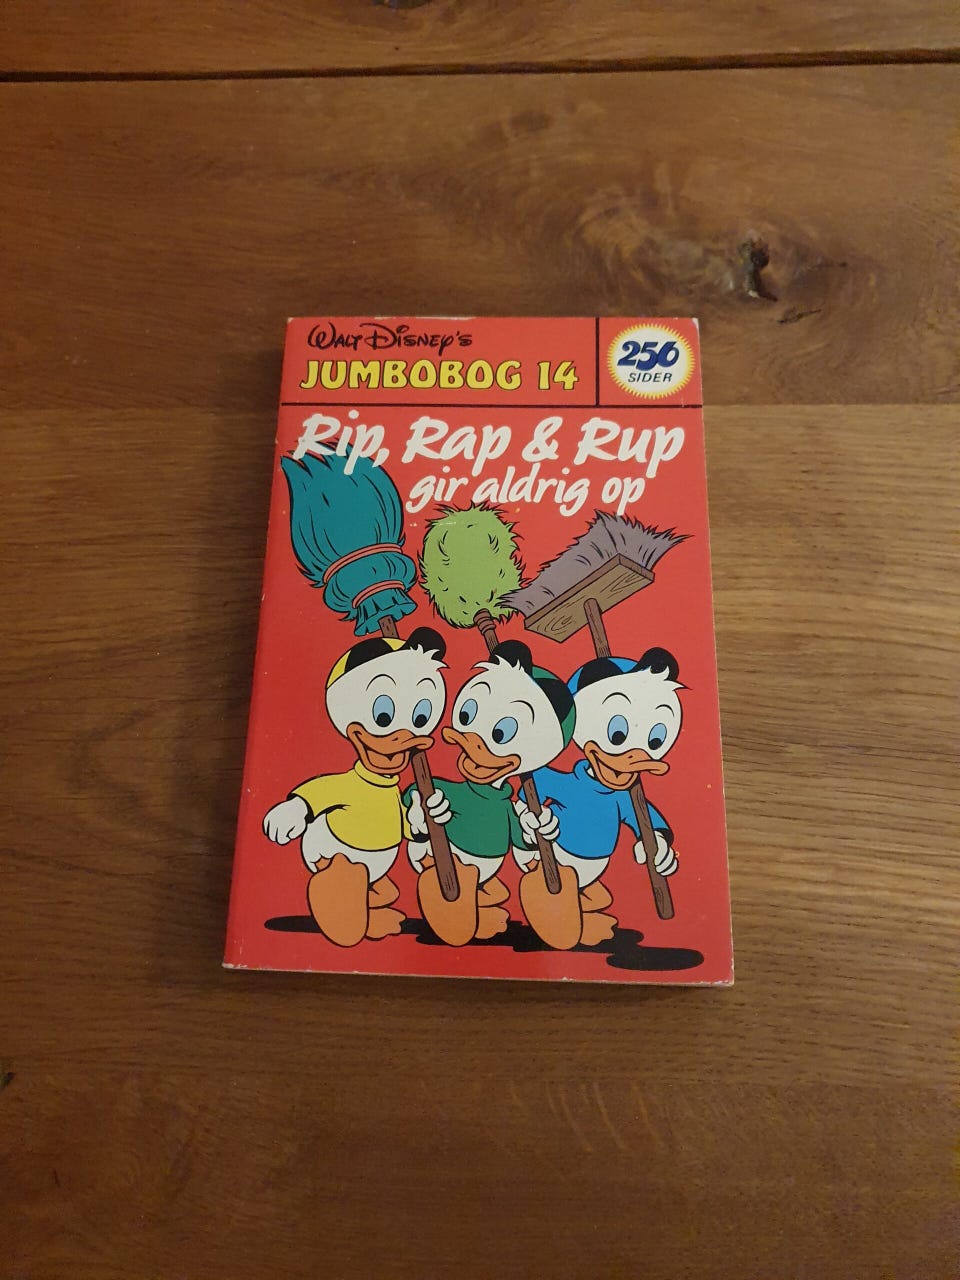 WALT DISNEY'S
JUMBOBOG 14
256
SIDER
Rip, Rap & Rup
gir aldrig op